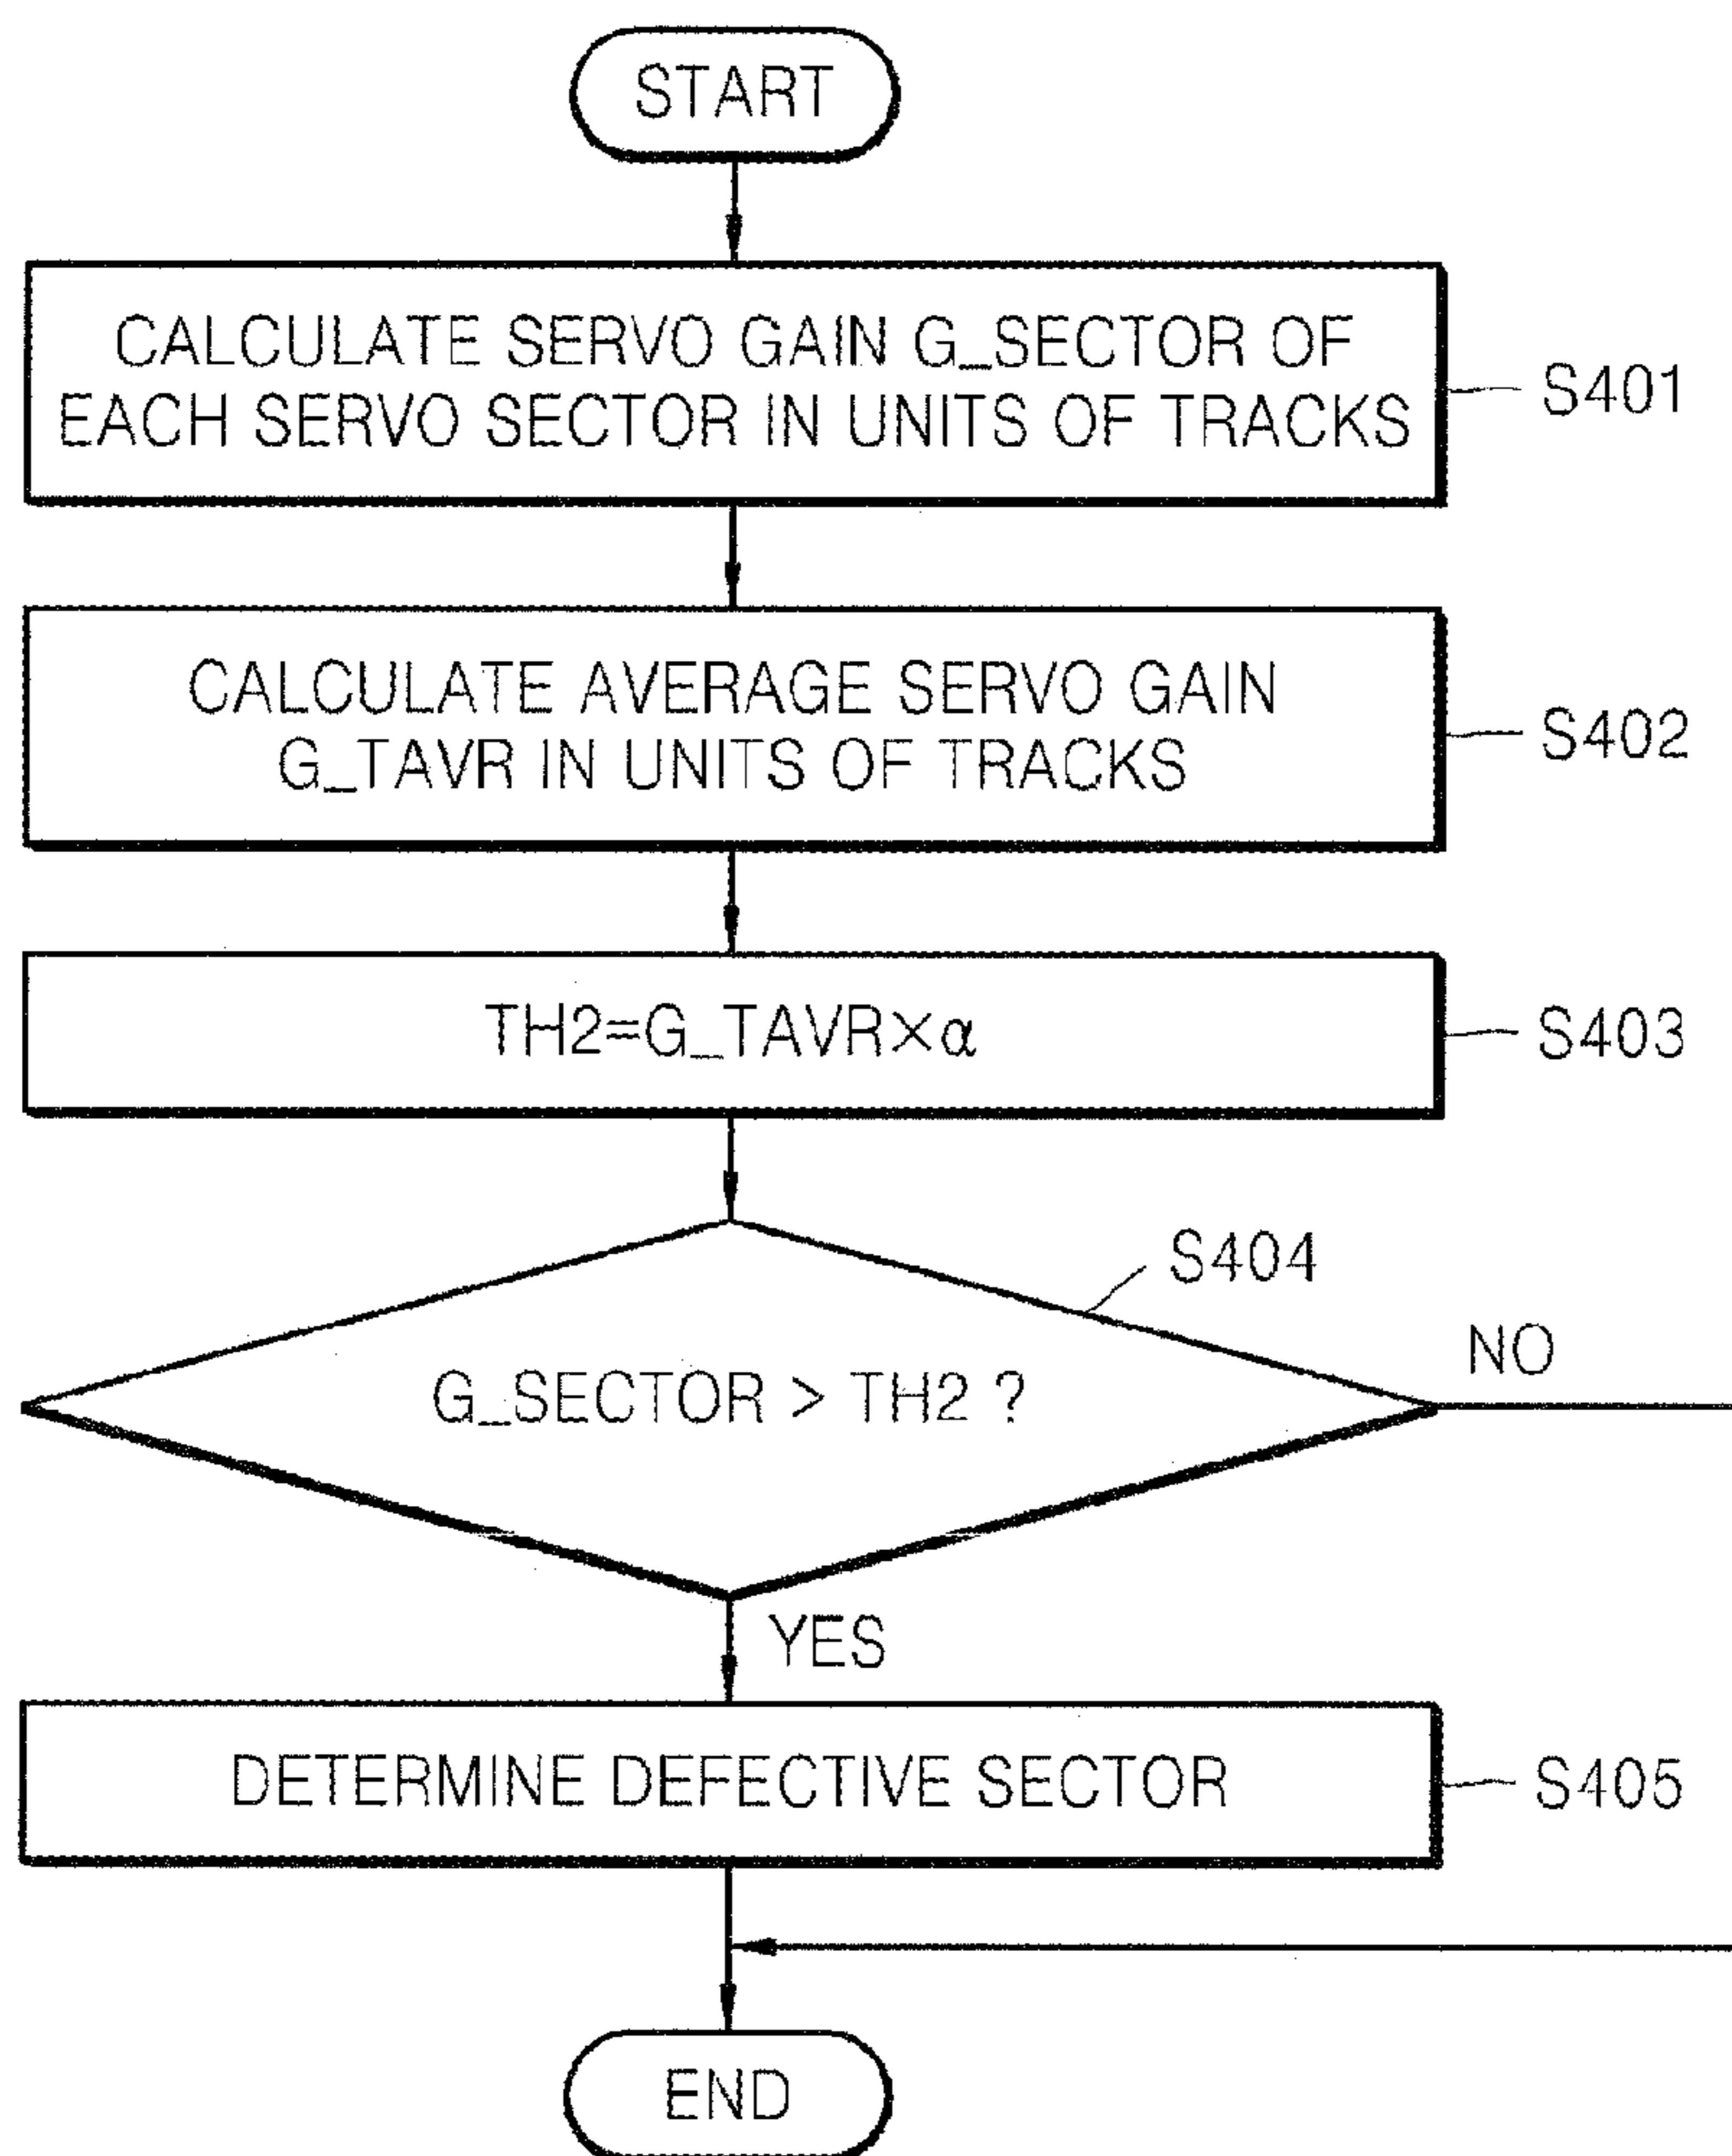 START
CALCULATE SERVO GAIN G_SECTOR OF
EACH SERVO SECTOR IN UNITS OF TRACKS
S401
CALCULATE AVERAGE SERVO GAIN
G_TAVR IN UNITS OF TRACKS
S402
TH2=G_TAVR×α
S403
S404
G_SECTOR > TH2 ?
NO
YES
DETERMINE DEFECTIVE SECTOR
S405
END